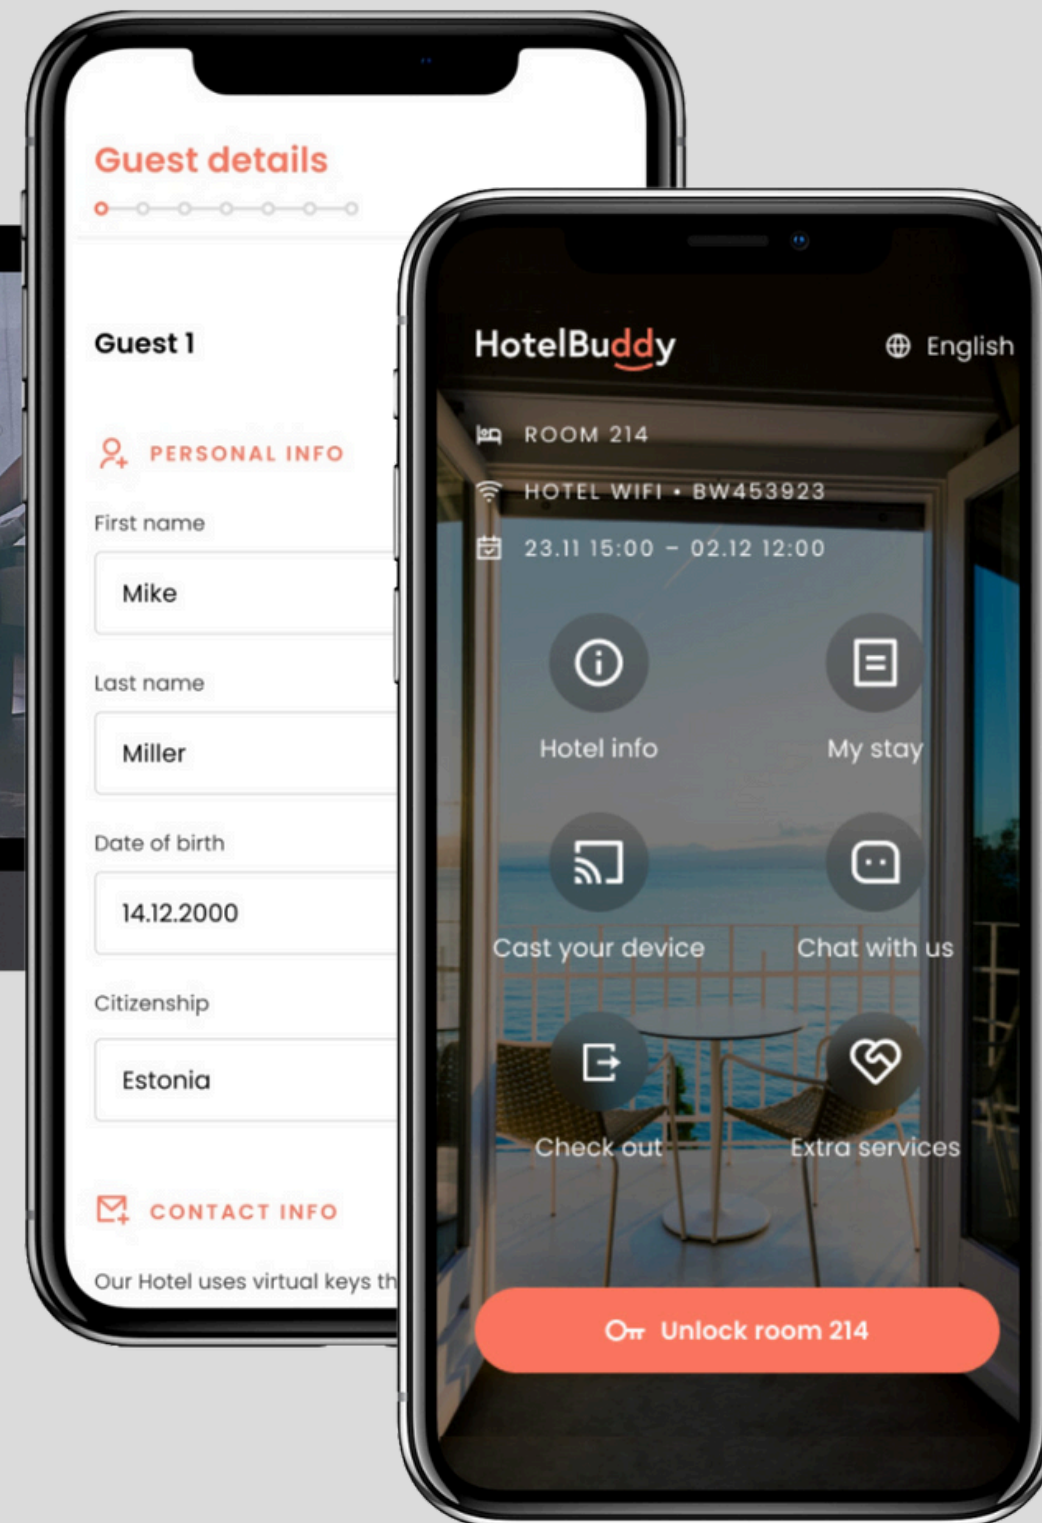 Guest details
Guest 1
PERSONAL INFO
First name
Mike
Last name
Miller
Date of birth
14.12.2000
Citizenship
Estonia
CONTACT INFO
Our Hotel uses virtual keys
HotelBuddy
English
ROOM 214
HOTEL WIFI • BW453923
23.11 15:00 – 02.12 12:00
Hotel info
My stay
Cast your device
Chat with us
Check out
Extra services
Unlock room 214